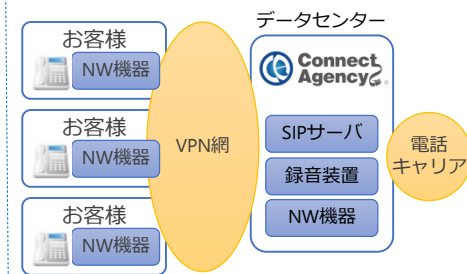 データセンター
お客様
NW機器
お客様
NW機器
お客様
NW機器
VPN網
Connect
Agency
SIPサーバ
録音装置
NW機器
電話
キャリア